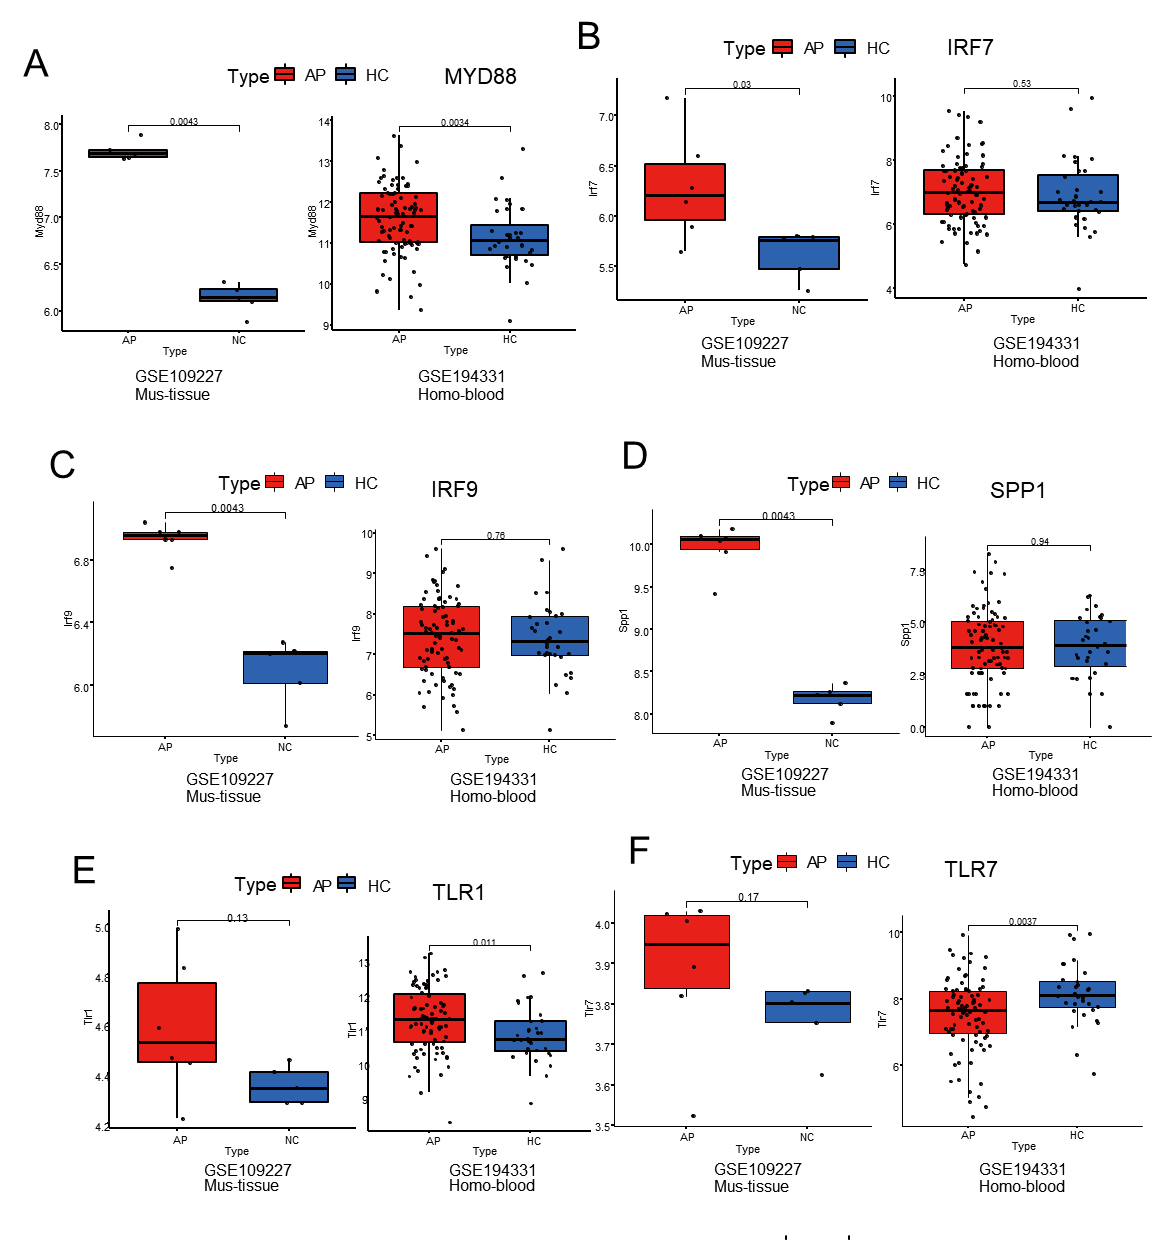 A
Type AP HC MYD88
8.0
7.5
7.0
6.5
6.0
Myd88
0.0043
AP NC
Type
GSE109227
Mus-tissue
14
13
12
11
10
9
Myd88
0.0034
AP HC
Type
GSE194331
Homo-blood
B
Type AP HC IRF7
7.0
6.5
6.0
5.5
Irf7
0.03
AP NC
Type
GSE109227
Mus-tissue
10
8
6
4
Irf7
0.53
AP HC
Type
GSE194331
Homo-blood
C
Type AP HC IRF9
6.8
6.4
6.0
Irf9
0.0043
AP NC
Type
GSE109227
Mus-tissue
10
9
8
7
6
5
Irf9
0.76
AP HC
Type
GSE194331
Homo-blood
D
Type AP HC SPP1
10.0
9.5
9.0
8.5
8.0
Spp1
0.0043
AP NC
Type
GSE109227
Mus-tissue
7.5
5.0
2.5
0.0
Spp1
0.94
AP HC
Type
GSE194331
Homo-blood
E
Type AP HC TLR1
5.0
4.8
4.6
4.4
4.2
Tlr1
0.13
AP NC
Type
GSE109227
Mus-tissue
13
12
11
10
9
Tlr1
0.011
AP HC
Type
GSE194331
Homo-blood
F
Type AP HC TLR7
4.0
3.9
3.8
3.7
3.6
3.5
Tlr7
0.17
AP NC
Type
GSE109227
Mus-tissue
10
8
6
Tlr7
0.0037
AP HC
Type
GSE194331
Homo-blood